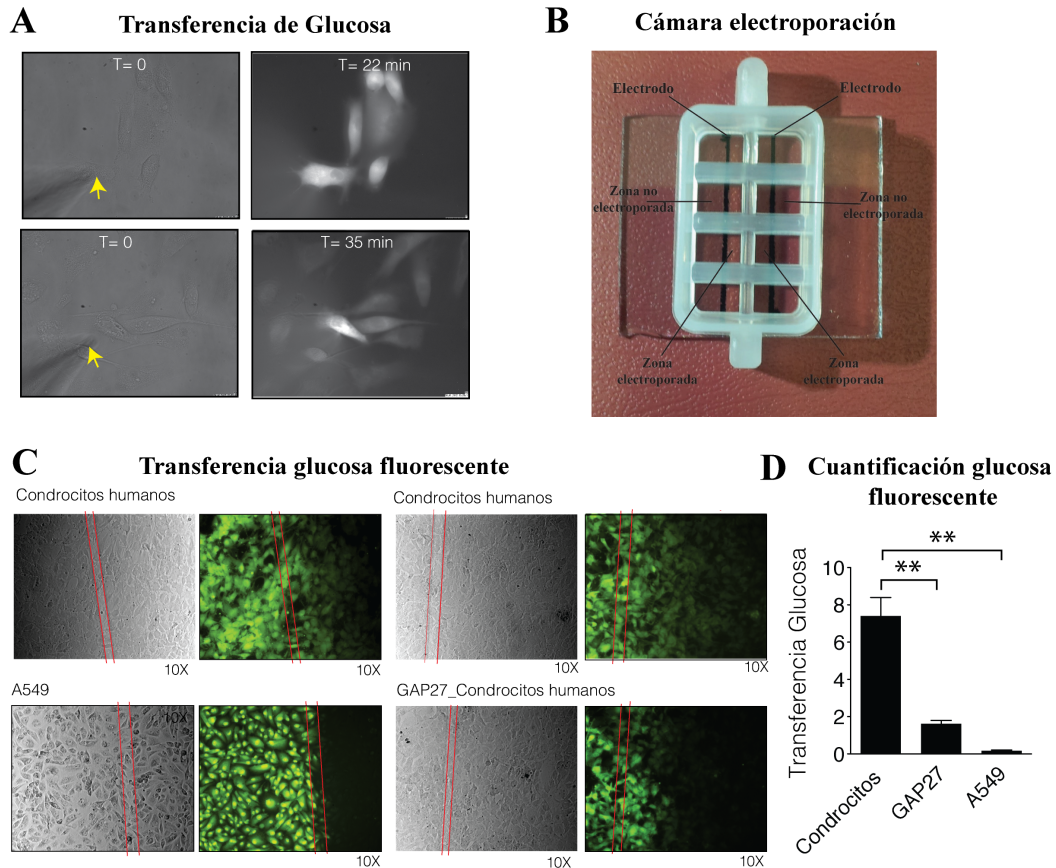 A
Transferencia de Glucosa
T= 0
T= 22 min
T= 0
T= 35 min
B
Cámara electroporación
Electrodo
Electrodo
Zona no
electroporada
Zona no
electroporada
Zona
electroporada
Zona
electroporada
C
Transferencia glucosa fluorescente
Condrocitos humanos
Condrocitos humanos
10X
10X
10X
10X
A549
GAP27_Condrocitos humanos
10X
10X
10X
10X
D
Cuantificación glucosa
fluorescente
Transferencia Glucosa
**
**
10
8
6
4
2
0
Condrocitos
GAP27
A549